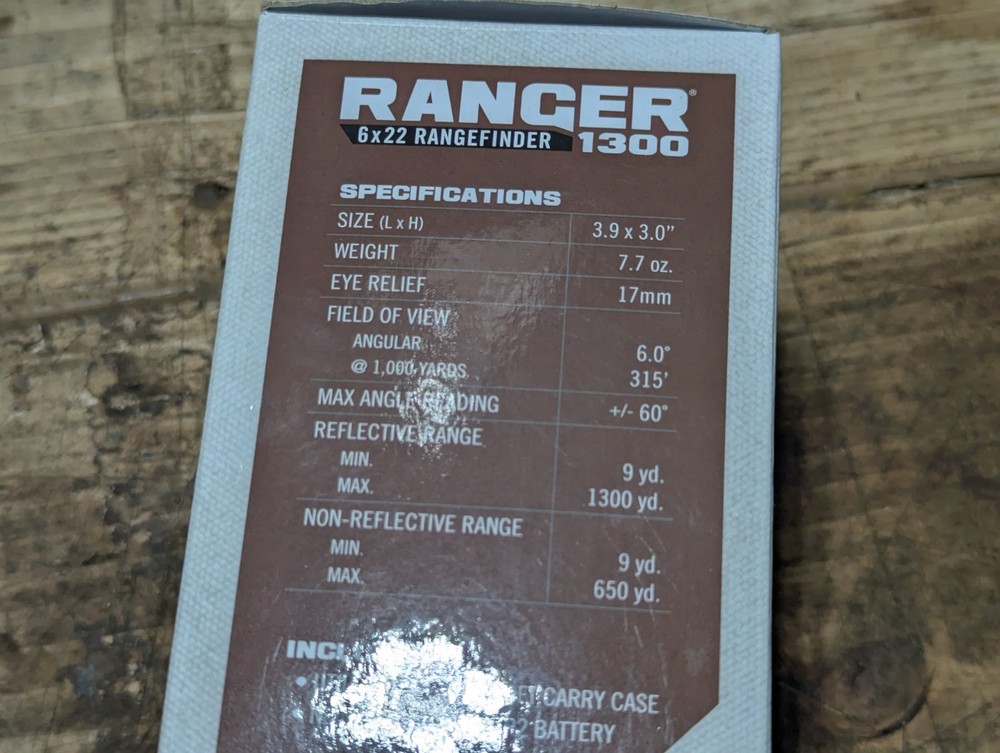 RANGER®
6x22 RANGEFINDER 1300
SPECIFICATIONS
SIZE (L x H) 3.9 x 3.0”
WEIGHT 7.7 oz.
EYE RELIEF 17mm
FIELD OF VIEW
ANGULAR 6.0°
@ 1,000 YARDS 315’
MAX ANGLE READING +/- 60°
REFLECTIVE RANGE
MIN. 9 yd.
MAX. 1300 yd.
NON-REFLECTIVE RANGE
MIN. 9 yd.
MAX. 650 yd.
• CARRY CASE
BATTERY